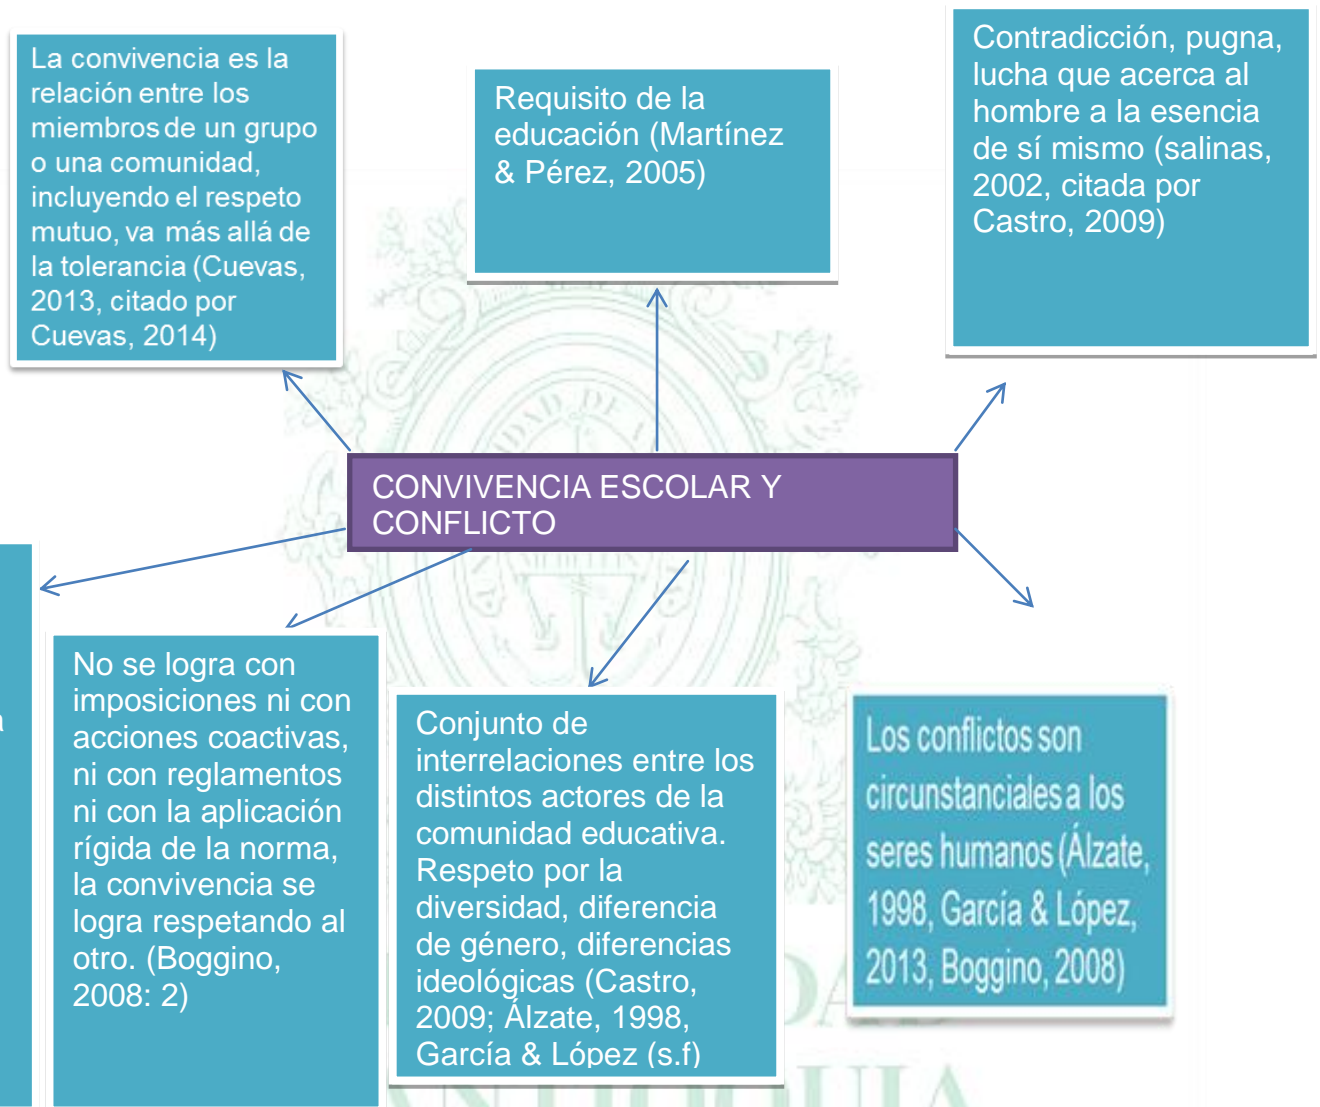 La convivencia es la
relación entre los
miembros de un grupo
o una comunidad,
incluyendo el respeto
mutuo, va más allá de
la tolerancia (Cuevas,
2013, citado por
Cuevas, 2014)
Requisito de la
educación (Martínez
& Pérez, 2005)
Contradicción, pugna,
lucha que acerca al
hombre a la esencia
de sí mismo (salinas,
2002, citada por
Castro, 2009)
CONVIVENCIA ESCOLAR Y
CONFLICTO
No se logra con
imposiciones ni con
acciones coactivas,
ni con reglamentos
ni con la aplicación
rígida de la norma,
la convivencia se
logra respetando al
otro. (Boggino,
2008: 2)
Conjunto de
interrelaciones entre los
distintos actores de la
comunidad educativa.
Respeto por la
diversidad, diferencia
de género, diferencias
ideológicas (Castro,
2009; Álzate, 1998,
García & López (s.f)
Los conflictos son
circunstanciales a los
seres humanos (Álzate,
1998, García & López,
2013, Boggino, 2008)